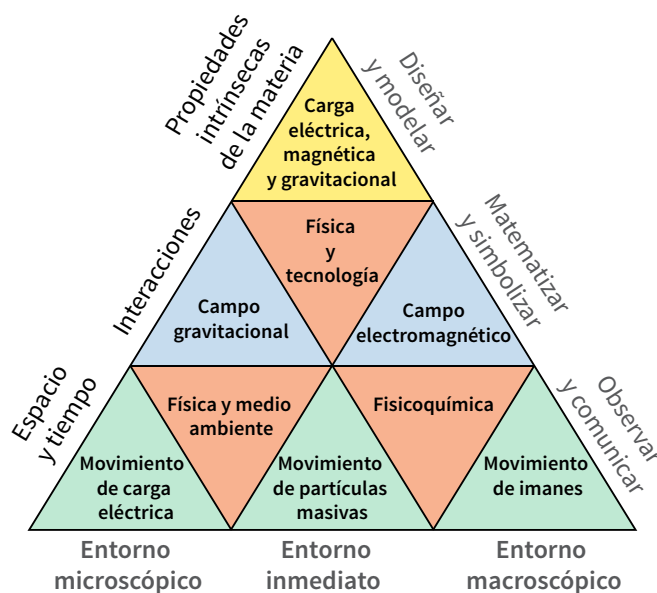 Propiedades
intrínsecas
de la materia
Diseñar
y modelar
Carga
eléctrica,
magnética
y gravitacional
Interacciones
Física
y
tecnología
Matematizar
y simbolizar
Campo
gravitacional
Campo
electromagnético
Espacio
y tiempo
Física y medio
ambiente
Fisicoquímica
Observar
y comunicar
Movimiento
de carga
eléctrica
Movimiento
de partículas
masivas
Movimiento
de imanes
Entorno
microscópico
Entorno
inmediato
Entorno
macroscópico